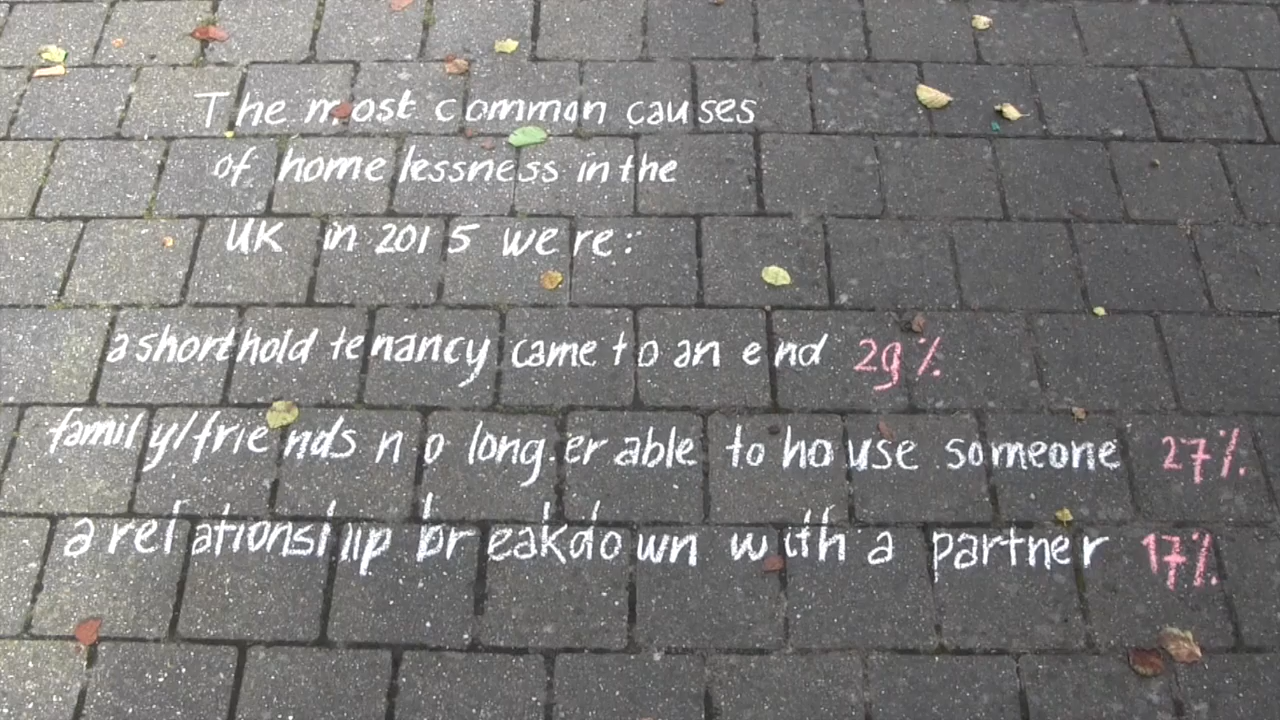 The most common causes
of homelessness in the
UK in 2015 were:
a shorthold tenancy came to an end 29%
family/friends no longer able to house someone 27%
a relationship breakdown with a partner 17%